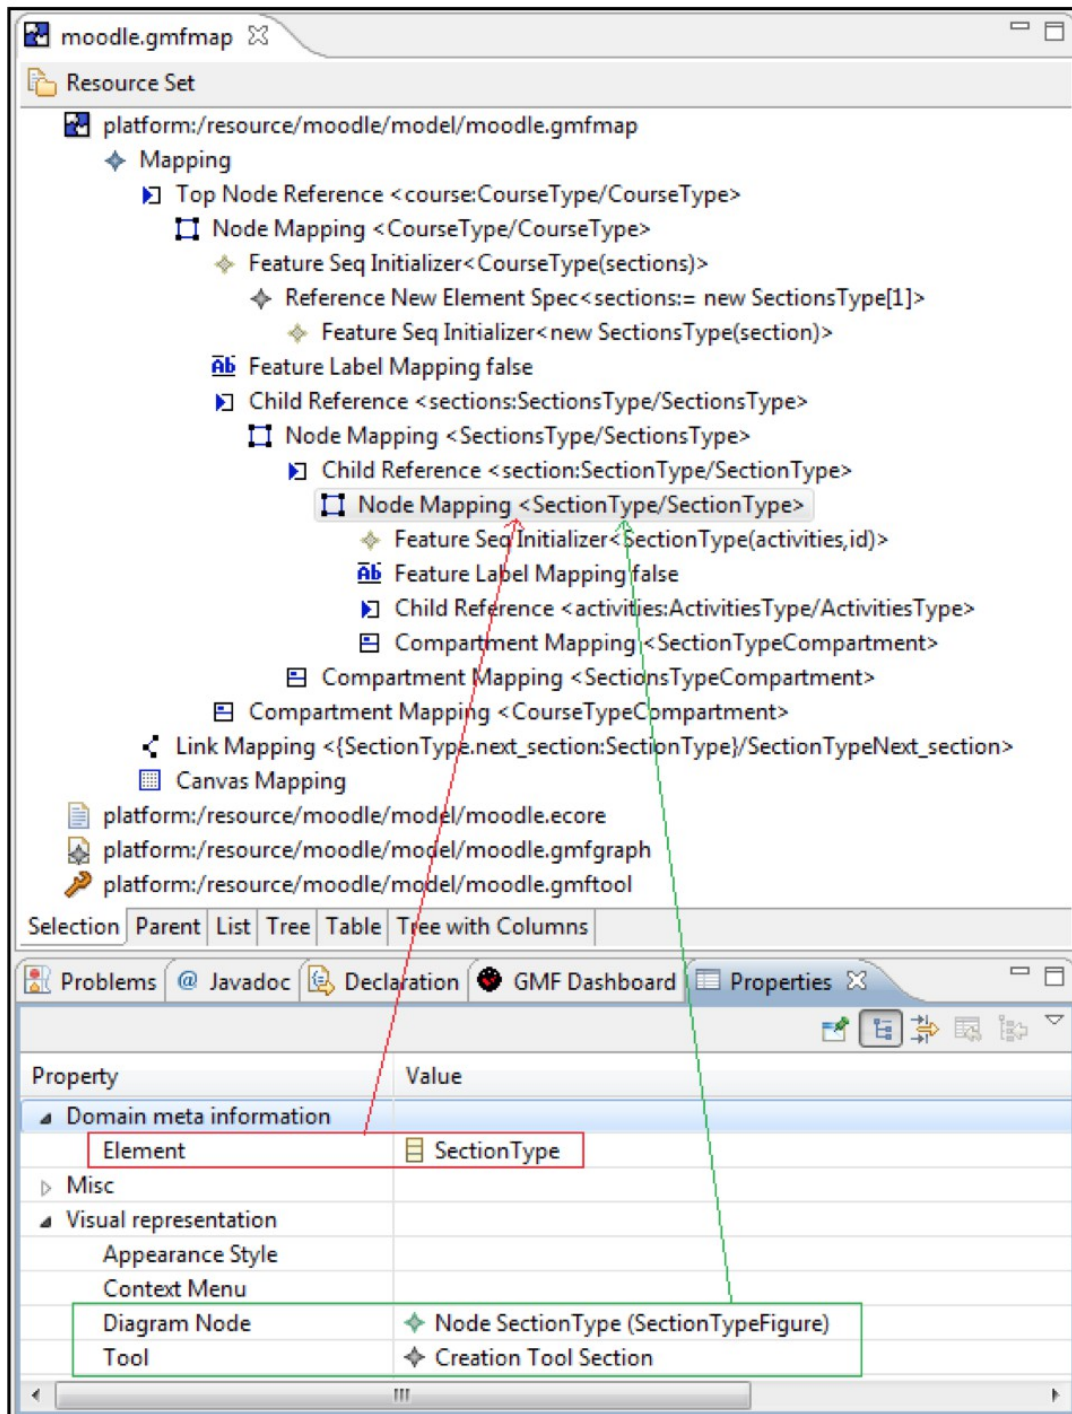 moodle.gmfmap
Resource Set
platform:/resource/moodle/model/moodle.gmfmap
Mapping
Top Node Reference <course:CourseType/CourseType>
Node Mapping <CourseType/CourseType>
Feature Seq Initializer<CourseType(sections)>
Reference New Element Spec<sections:= new SectionsType[1]>
Feature Seq Initializer<new SectionsType(section)>
Ab Feature Label Mapping false
Child Reference <sections:SectionsType/SectionsType>
Node Mapping <SectionsType/SectionsType>
Child Reference <section:SectionType/SectionType>
Node Mapping <SectionType/SectionType>
Feature Seq Initializer<SectionType(activities,id)>
Ab Feature Label Mapping false
Child Reference <activities:ActivitiesType/ActivitiesType>
Compartment Mapping <SectionTypeCompartment>
Compartment Mapping <SectionsTypeCompartment>
Compartment Mapping <CourseTypeCompartment>
Link Mapping <{SectionType.next_section:SectionType}/SectionTypeNext_section>
Canvas Mapping
platform:/resource/moodle/model/moodle.ecore
platform:/resource/moodle/model/moodle.gmfgraph
platform:/resource/moodle/model/moodle.gmftool
Selection Parent List Tree Table Tree with Columns
Problems @ Javadoc Declaration GMF Dashboard Properties
Property Value
Domain meta information
Element SectionType
Misc
Visual representation
Appearance Style
Context Menu
Diagram Node Node SectionType (SectionTypeFigure)
Tool Creation Tool Section